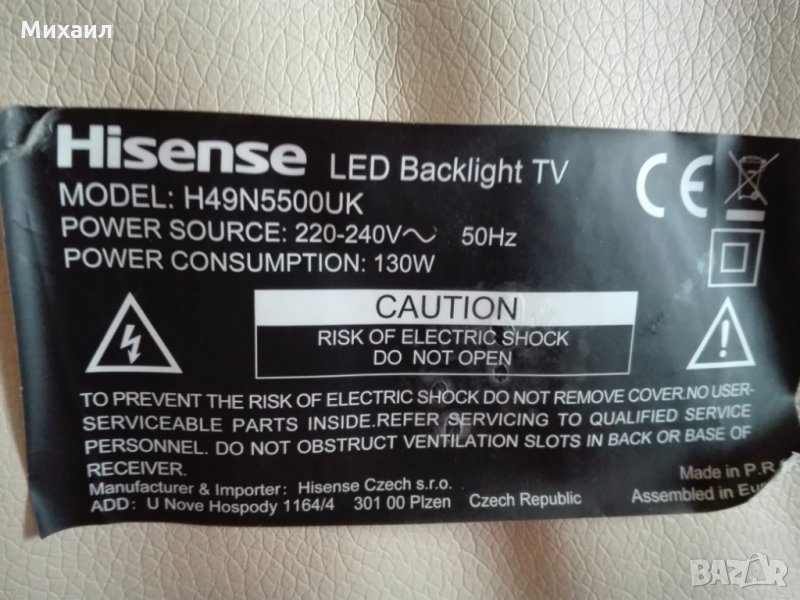 Михаил
Hisense LED Backlight TV
MODEL: H49N5500UK
POWER SOURCE: 220-240V~ 50Hz
POWER CONSUMPTION: 130W
CE
CAUTION
RISK OF ELECTRIC SHOCK
DO NOT OPEN
TO PREVENT THE RISK OF ELECTRIC SHOCK DO NOT REMOVE COVER.NO USER-
SERVICEABLE PARTS INSIDE.REFER SERVICING TO QUALIFIED SERVICE
PERSONNEL. DO NOT OBSTRUCT VENTILATION SLOTS IN BACK OR BASE OF
RECEIVER.
Manufacturer & Importer: Hisense Czech s.r.o.
ADD: U Nove Hospody 1164/4 301 00 Plzen Czech Republic
Made in P.R.
Assembled in
BAZAR